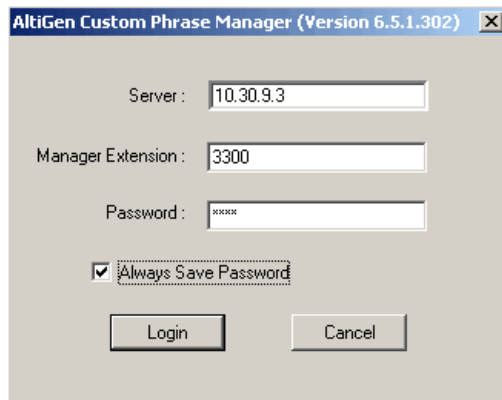 AltiGen Custom Phrase Manager (Version 6.5.1.302)
Server : 10.30.9.3
Manager Extension : 3300
Password : ****
Always Save Password
Login Cancel